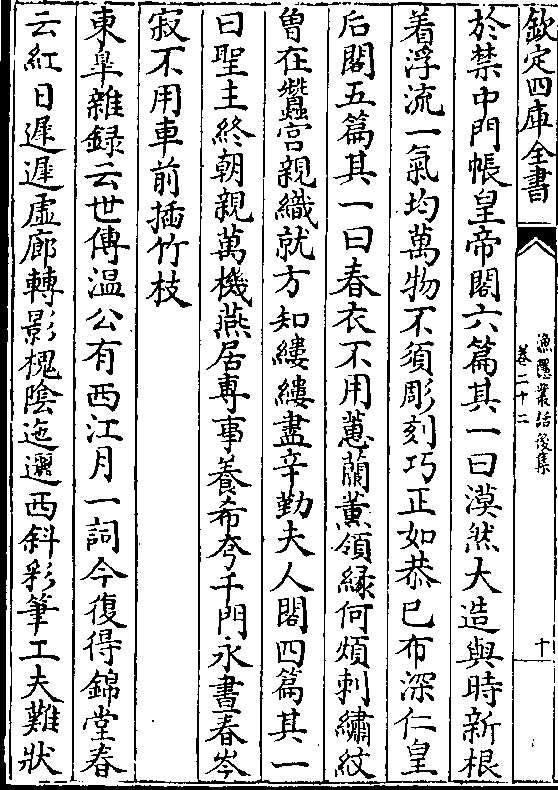 欽定四庫全書
漁隱叢話後集
卷二十二
十
於禁中門帳皇帝閣六篇其一曰漠然大造與時新根
着浮流一氣均萬物不須彫刻巧正如恭已布深仁皇
后閣五篇其一曰春衣不用蕙蘭薰領緣何煩刺繡紋
曽在蠶宫親織就方知縷縷盡辛勤夫人閣四篇其一
曰聖主終朝親萬機燕居専事養希夷千門永晝春岑
寂不用車前插竹枝
東臯雜録云世傳温公有西江月一詞今復得錦堂春
云紅日遲遲虚廊轉影槐陰迤邐西斜彩筆工夫難狀